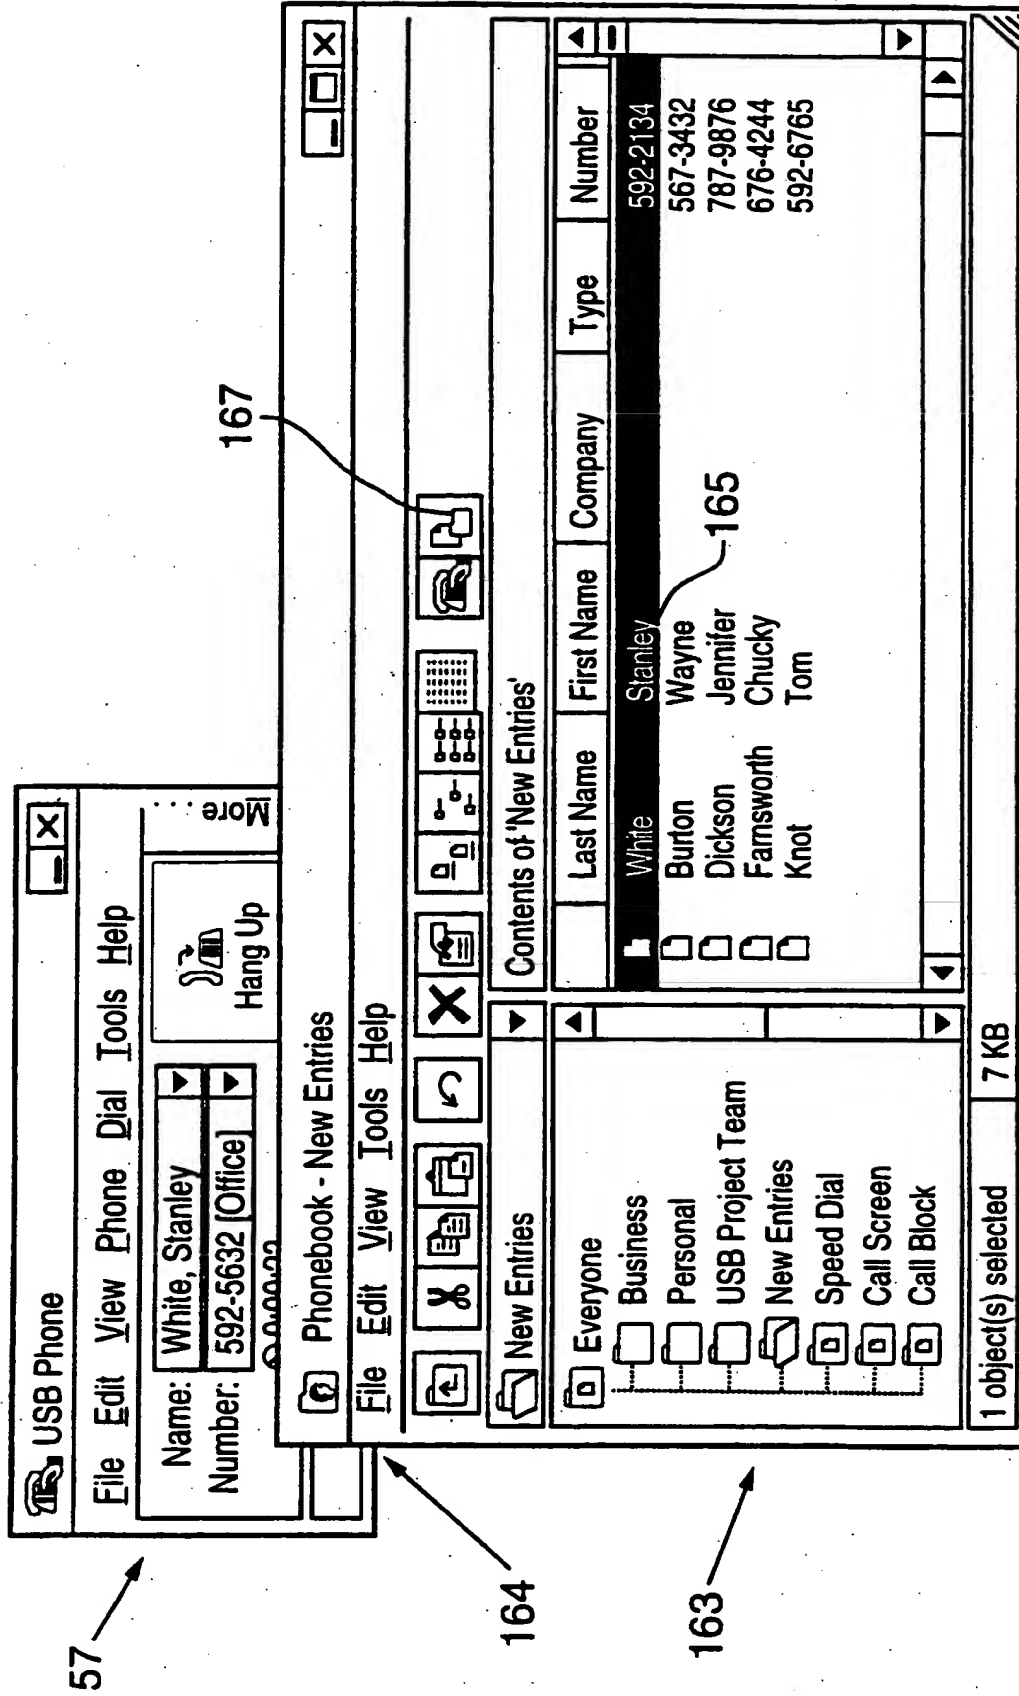 57
USB Phone
File Edit View Phone Dial Tools Help
Name: White, Stanley
Number: 592-5632 [Office]
Hang Up
More
Phonebook - New Entries
File Edit View Tools Help
167
164
New Entries
Contents of 'New Entries'
Everyone
Business
Personal
USB Project Team
New Entries
Speed Dial
Call Screen
Call Block
Last Name First Name Company Type Number
White Stanley 592-2134
Burton Wayne 567-3432
Dickson Jennifer 787-9876
Farnsworth Chucky 676-4244
Knot Tom 592-6765
165
163
1 object(s) selected 7 KB